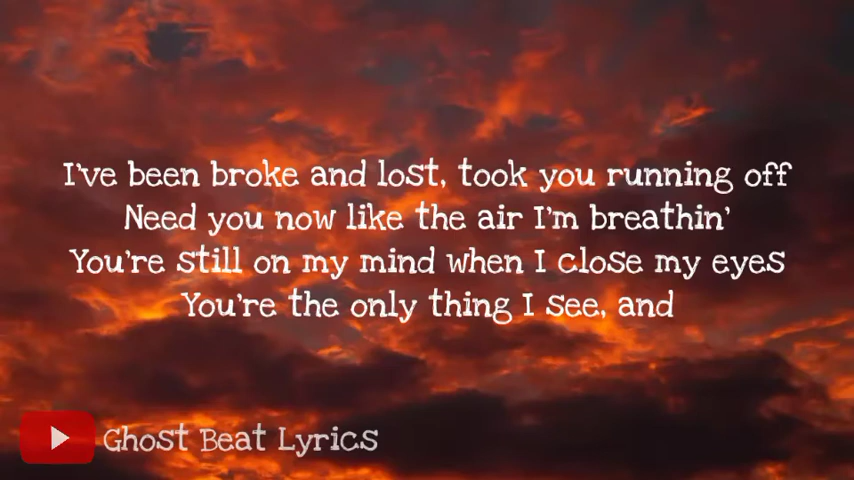 I've been broke and lost, took you running off
Need you now like the air I'm breathin'
You're still on my mind when I close my eyes
You're the only thing I see, and
Ghost Beat Lyrics